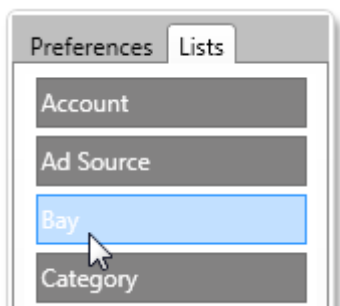 Preferences Lists
Account
Ad Source
Bay
Category